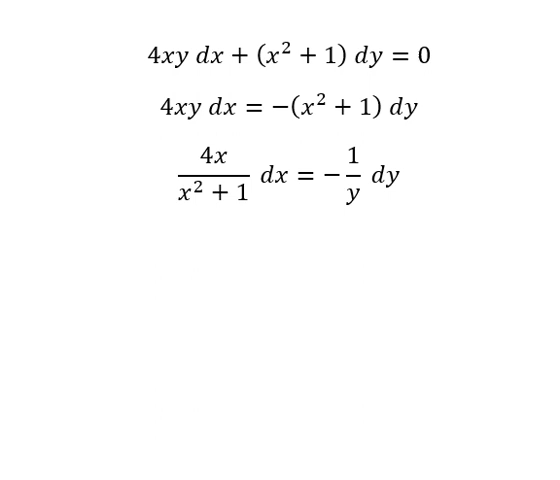 4xy dx + (x² + 1) dy = 0
4xy dx = −(x² + 1) dy
4x/(x² + 1) dx = −1/y dy